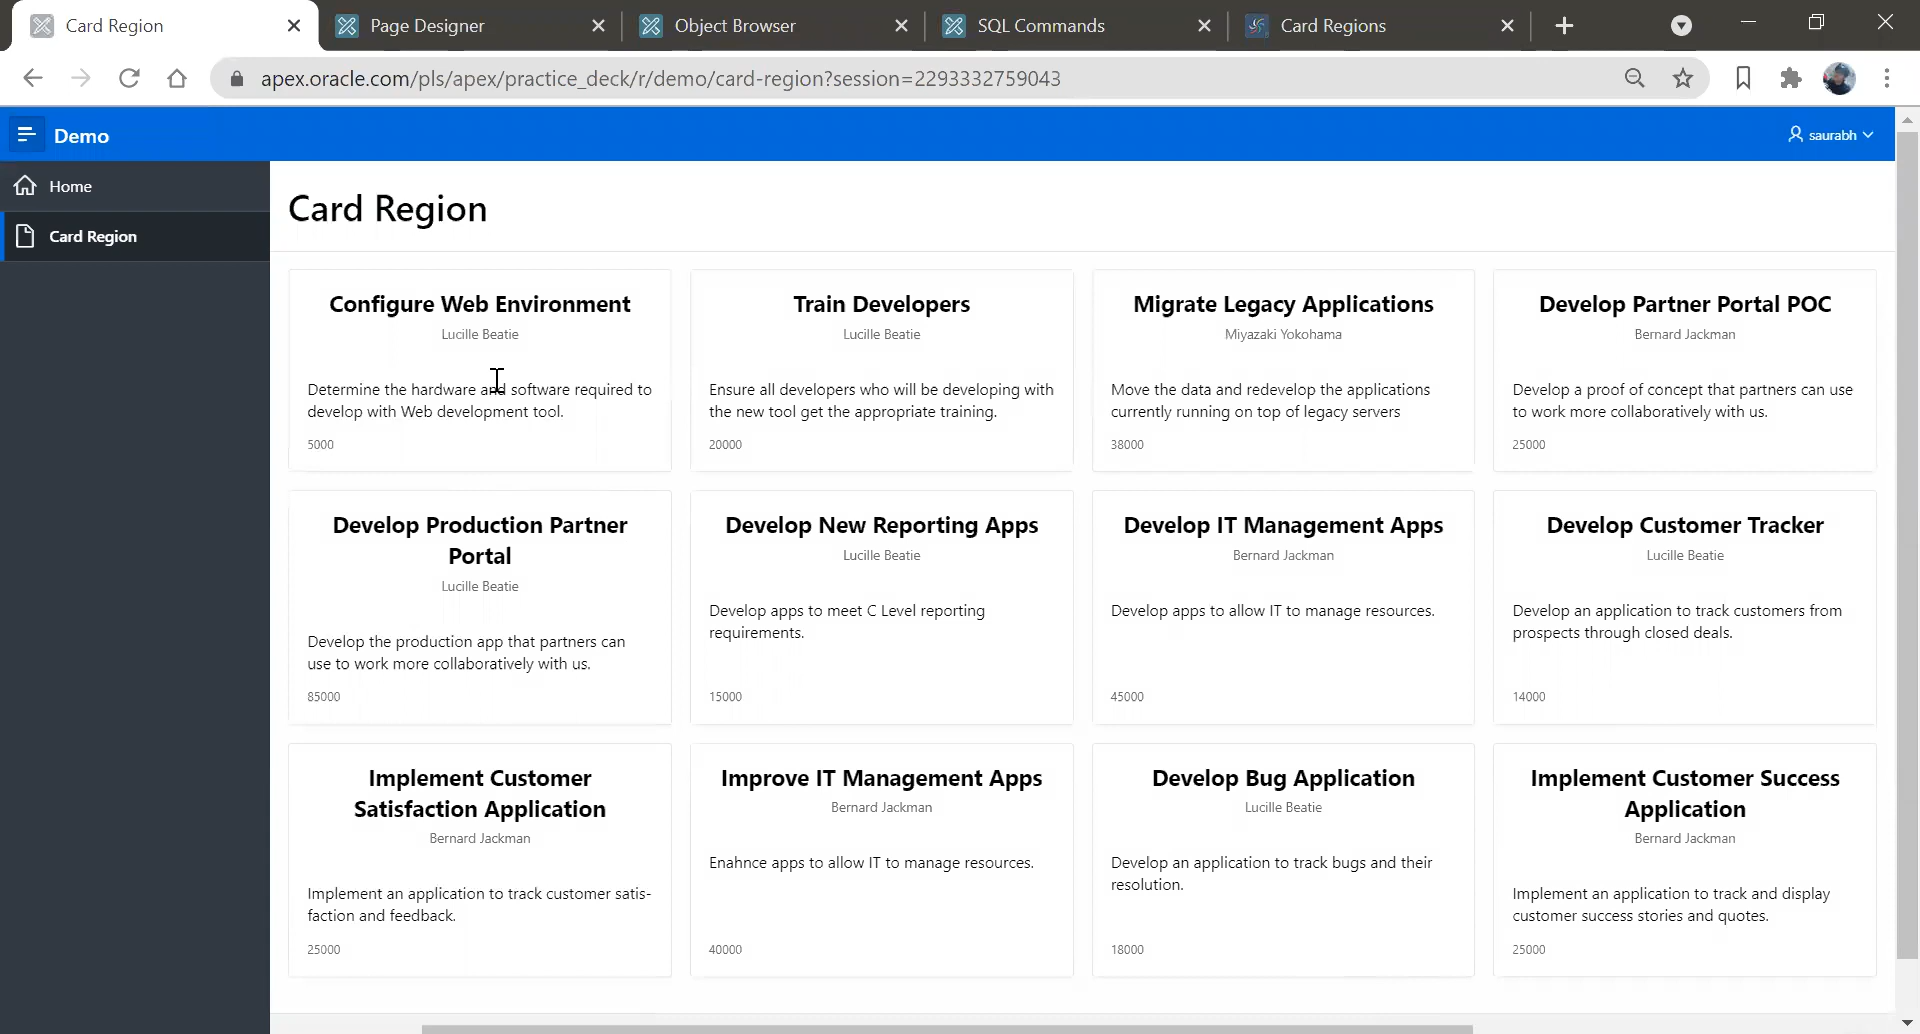 Card Region
Page Designer
Object Browser
SQL Commands
Card Regions
apex.oracle.com/pls/apex/practice_deck/r/demo/card-region?session=2293332759043
Demo
saurabh
Home
Card Region
Card Region
Configure Web Environment
Lucille Beatie
Determine the hardware and software required to
develop with Web development tool.
5000
Train Developers
Lucille Beatie
Ensure all developers who will be developing with
the new tool get the appropriate training.
20000
Migrate Legacy Applications
Miyazaki Yokohama
Move the data and redevelop the applications
currently running on top of legacy servers
38000
Develop Partner Portal POC
Bernard Jackman
Develop a proof of concept that partners can use
to work more collaboratively with us.
25000
Develop Production Partner
Portal
Lucille Beatie
Develop the production app that partners can
use to work more collaboratively with us.
85000
Develop New Reporting Apps
Lucille Beatie
Develop apps to meet C Level reporting
requirements.
15000
Develop IT Management Apps
Bernard Jackman
Develop apps to allow IT to manage resources.
45000
Develop Customer Tracker
Lucille Beatie
Develop an application to track customers from
prospects through closed deals.
14000
Implement Customer
Satisfaction Application
Bernard Jackman
Implement an application to track customer satis-
faction and feedback.
25000
Improve IT Management Apps
Bernard Jackman
Enahnce apps to allow IT to manage resources.
40000
Develop Bug Application
Lucille Beatie
Develop an application to track bugs and their
resolution.
18000
Implement Customer Success
Application
Bernard Jackman
Implement an application to track and display
customer success stories and quotes.
25000